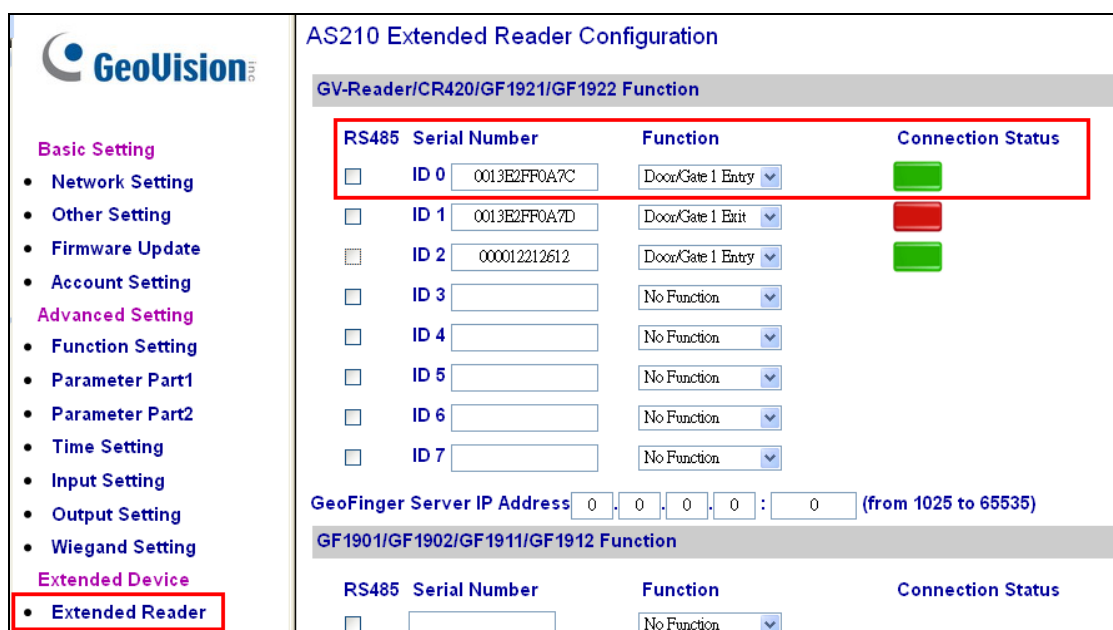 GeoVision inc
Basic Setting
Network Setting
Other Setting
Firmware Update
Account Setting
Advanced Setting
Function Setting
Parameter Part1
Parameter Part2
Time Setting
Input Setting
Output Setting
Wiegand Setting
Extended Device
Extended Reader
AS210 Extended Reader Configuration
GV-Reader/CR420/GF1921/GF1922 Function
RS485 Serial Number Function Connection Status
ID 0 0013E2FF0A7C Door/Gate 1 Entry
ID 1 0013E2FF0A7D Door/Gate 1 Exit
ID 2 000012212612 Door/Gate 1 Entry
ID 3 No Function
ID 4 No Function
ID 5 No Function
ID 6 No Function
ID 7 No Function
GeoFinger Server IP Address 0 . 0 . 0 . 0 : 0 (from 1025 to 65535)
GF1901/GF1902/GF1911/GF1912 Function
RS485 Serial Number Function Connection Status
No Function